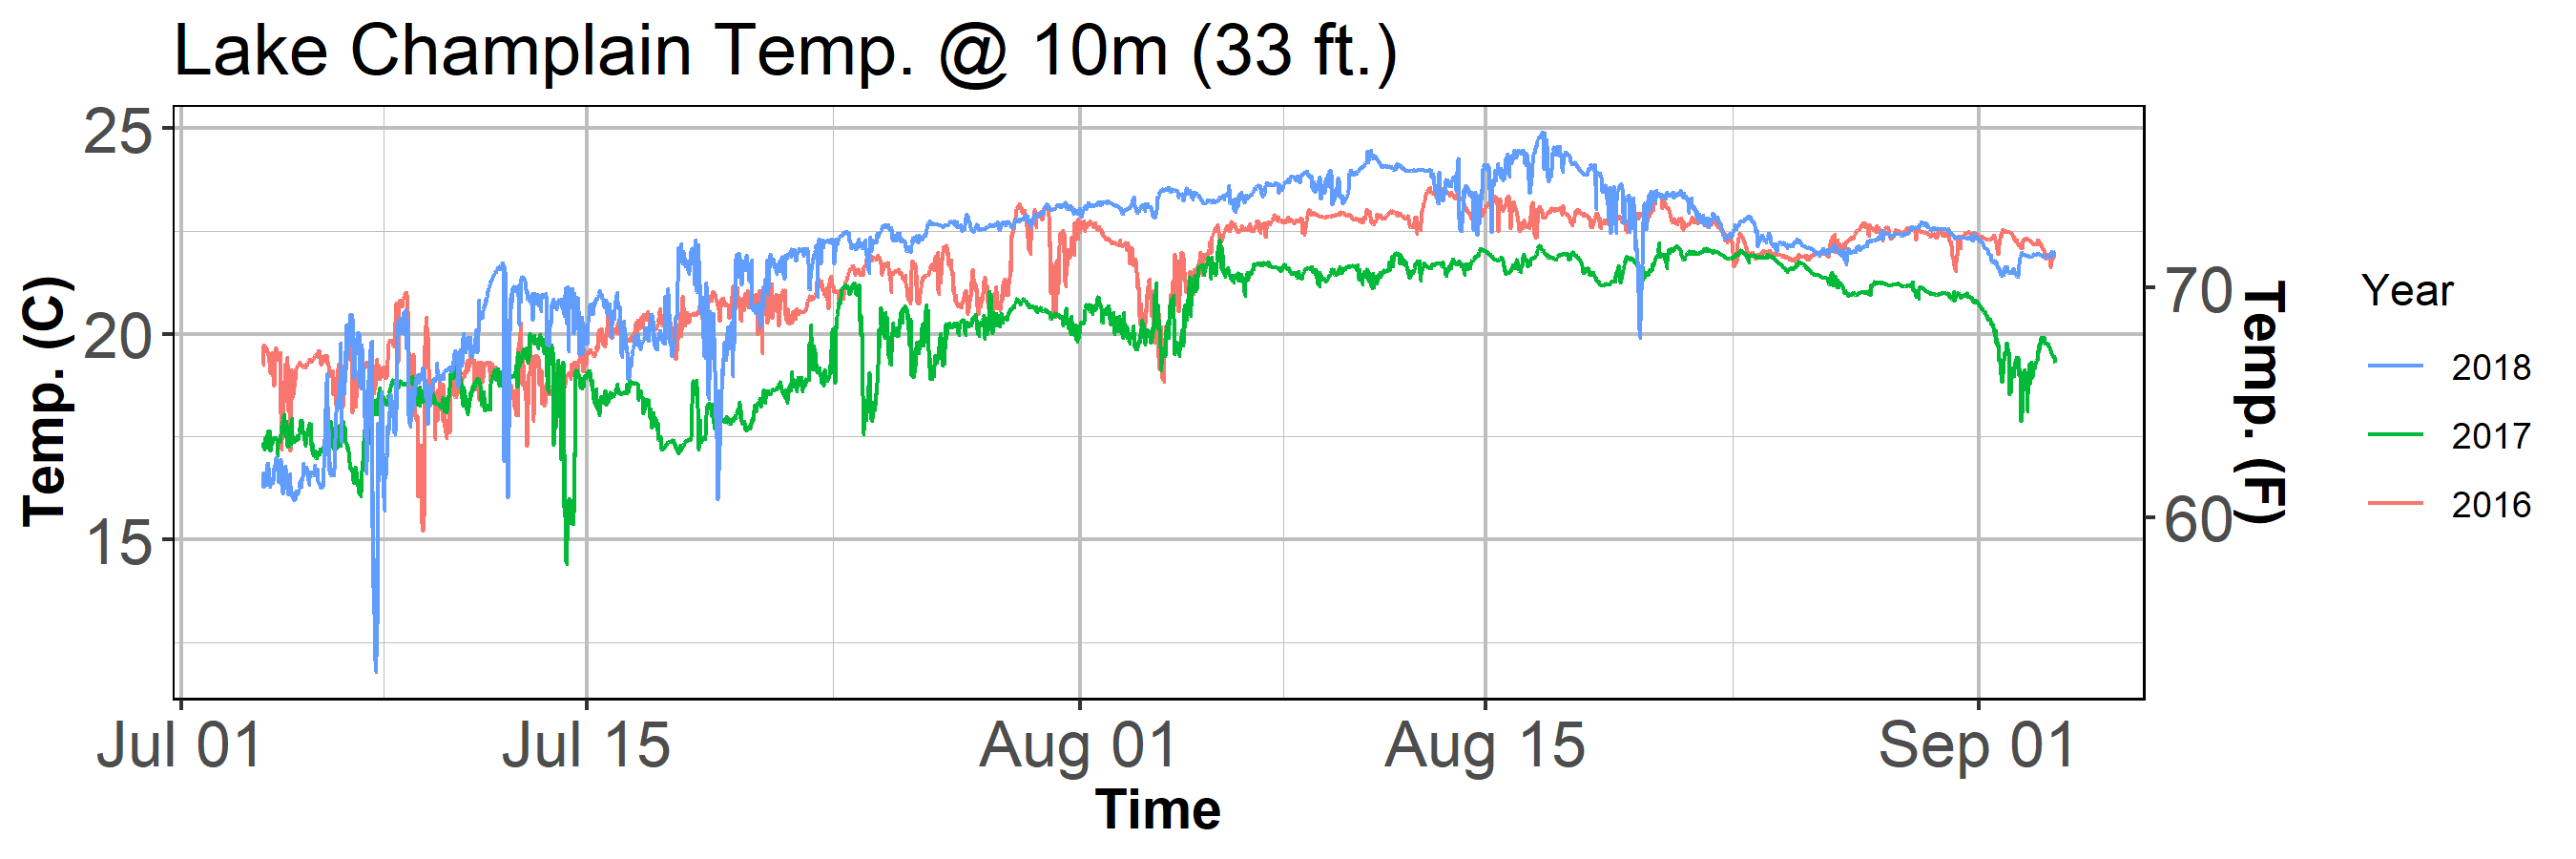 Lake Champlain Temp. @ 10m (33 ft.)
Temp. (C)
25
20
15
70
60
Temp. (F)
Year
2018
2017
2016
Jul 01
Jul 15
Aug 01
Aug 15
Sep 01
Time